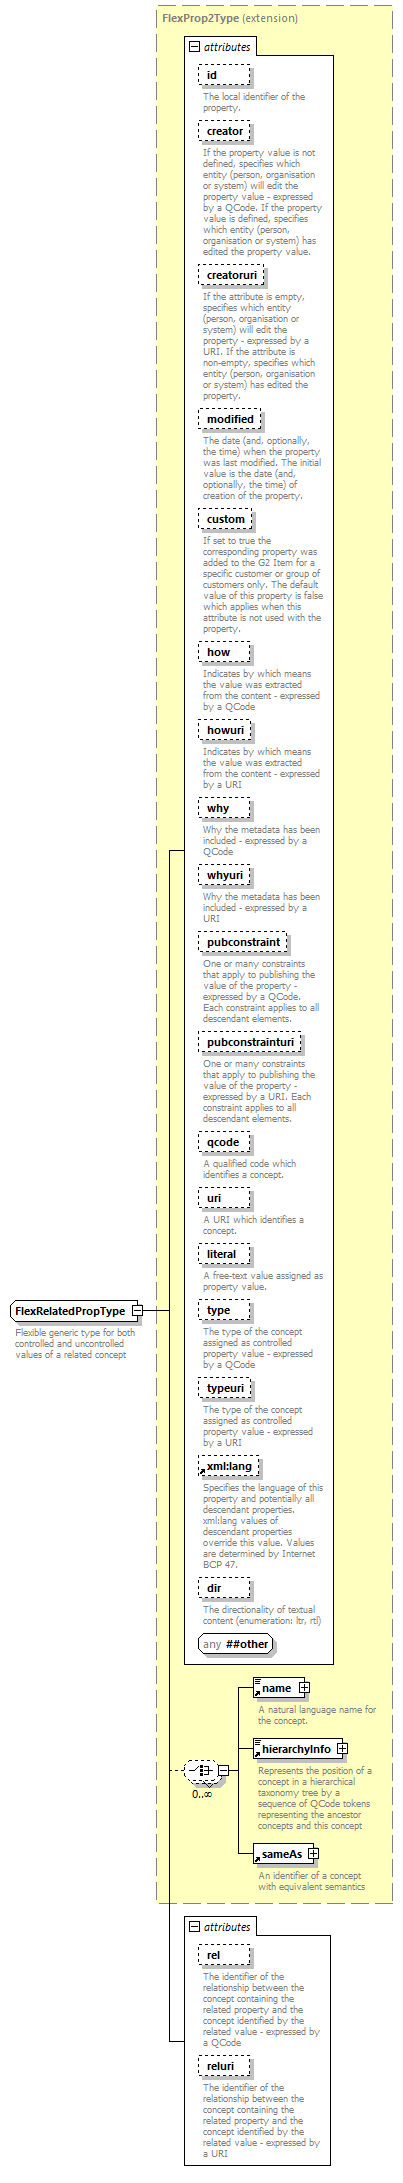 FlexProp2Type (extension)
attributes
id
The local identifier of the
property.
creator
If the property value is not
defined, specifies which
entity (person, organisation
or system) will edit the
property value - expressed
by a QCode. If the property
value is defined, specifies
which entity (person,
organisation or system) has
edited the property value.
creatoruri
If the attribute is empty,
specifies which entity
(person, organisation or
system) will edit the
property - expressed by a
URI. If the attribute is
non-empty, specifies which
entity (person, organisation
or system) has edited the
property.
modified
The date (and, optionally,
the time) when the property
was last modified. The initial
value is the date (and,
optionally, the time) of
creation of the property.
custom
If set to true the
corresponding property was
added to the G2 Item for a
specific customer or group of
customers only. The default
value of this property is false
which applies when this
attribute is not used with the
property.
how
Indicates by which means
the value was extracted
from the content - expressed
by a QCode
howuri
Indicates by which means
the value was extracted
from the content - expressed
by a URI
why
Why the metadata has been
included - expressed by a
QCode
whyuri
Why the metadata has been
included - expressed by a
URI
pubconstraint
One or many constraints
that apply to publishing the
value of the property -
expressed by a QCode.
Each constraint applies to all
descendant elements.
pubconstrainturi
One or many constraints
that apply to publishing the
value of the property -
expressed by a URI. Each
constraint applies to all
descendant elements.
qcode
A qualified code which
identifies a concept.
uri
A URI which identifies a
concept.
literal
A free-text value assigned as
property value.
type
The type of the concept
assigned as controlled
property value - expressed
by a QCode
typeuri
The type of the concept
assigned as controlled
property value - expressed
by a URI
xml:lang
Specifies the language of this
property and potentially all
descendant properties.
xml:lang values of
descendant properties
override this value. Values
are determined by Internet
BCP 47.
dir
The directionality of textual
content (enumeration: ltr, rtl)
any ##other
FlexRelatedPropType
Flexible generic type for both
controlled and uncontrolled
values of a related concept
0..∞
name
A natural language name for
the concept.
hierarchyInfo
Represents the position of a
concept in a hierarchical
taxonomy tree by a
sequence of QCode tokens
representing the ancestor
concepts and this concept
sameAs
An identifier of a concept
with equivalent semantics
attributes
rel
The identifier of the
relationship between the
concept containing the
related property and the
concept identified by the
related value - expressed by
a QCode
reluri
The identifier of the
relationship between the
concept containing the
related property and the
concept identified by the
related value - expressed by
a URI